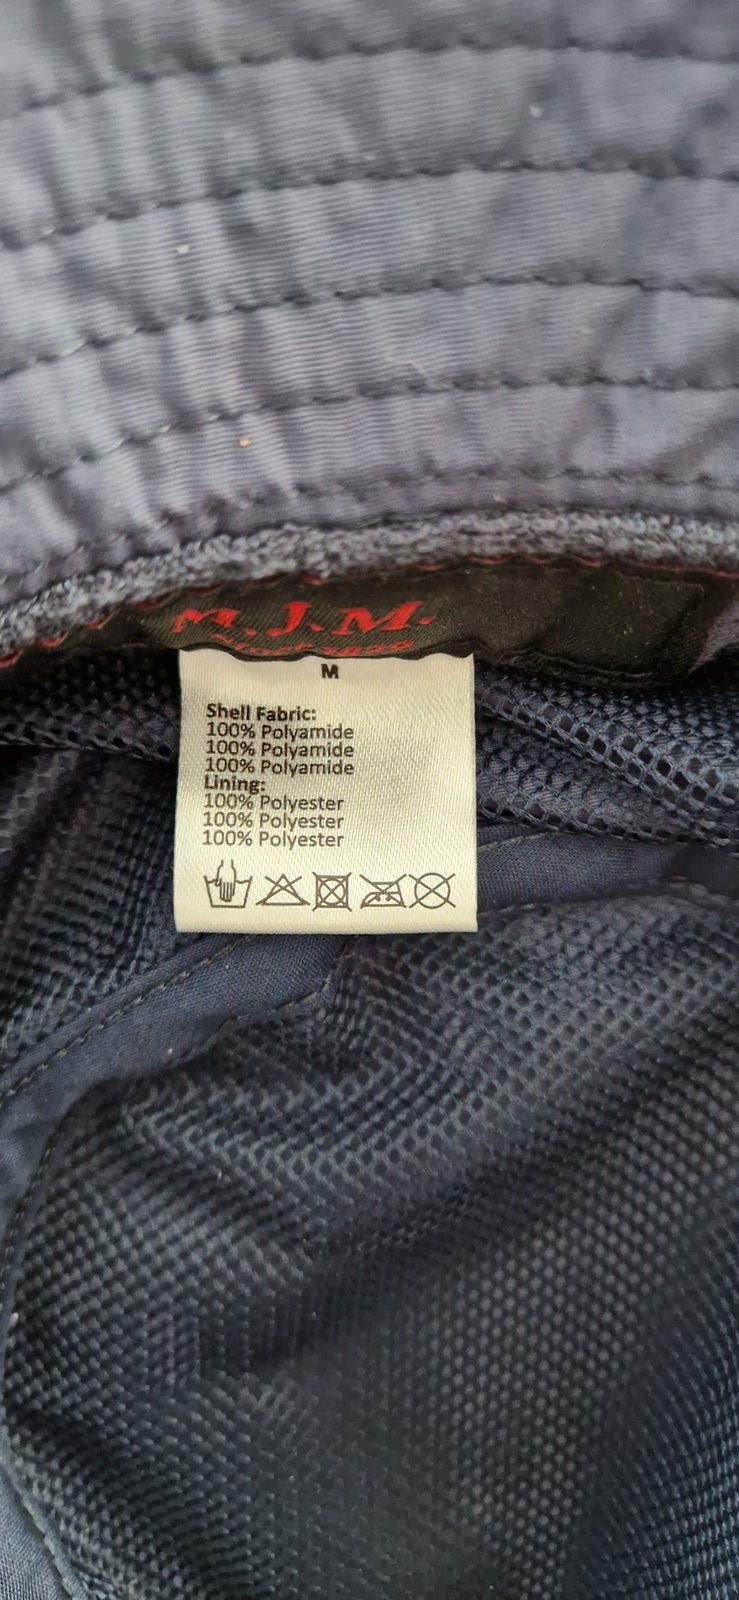 M.J.M.
M
Shell Fabric:
100% Polyamide
100% Polyamide
100% Polyamide
Lining:
100% Polyester
100% Polyester
100% Polyester